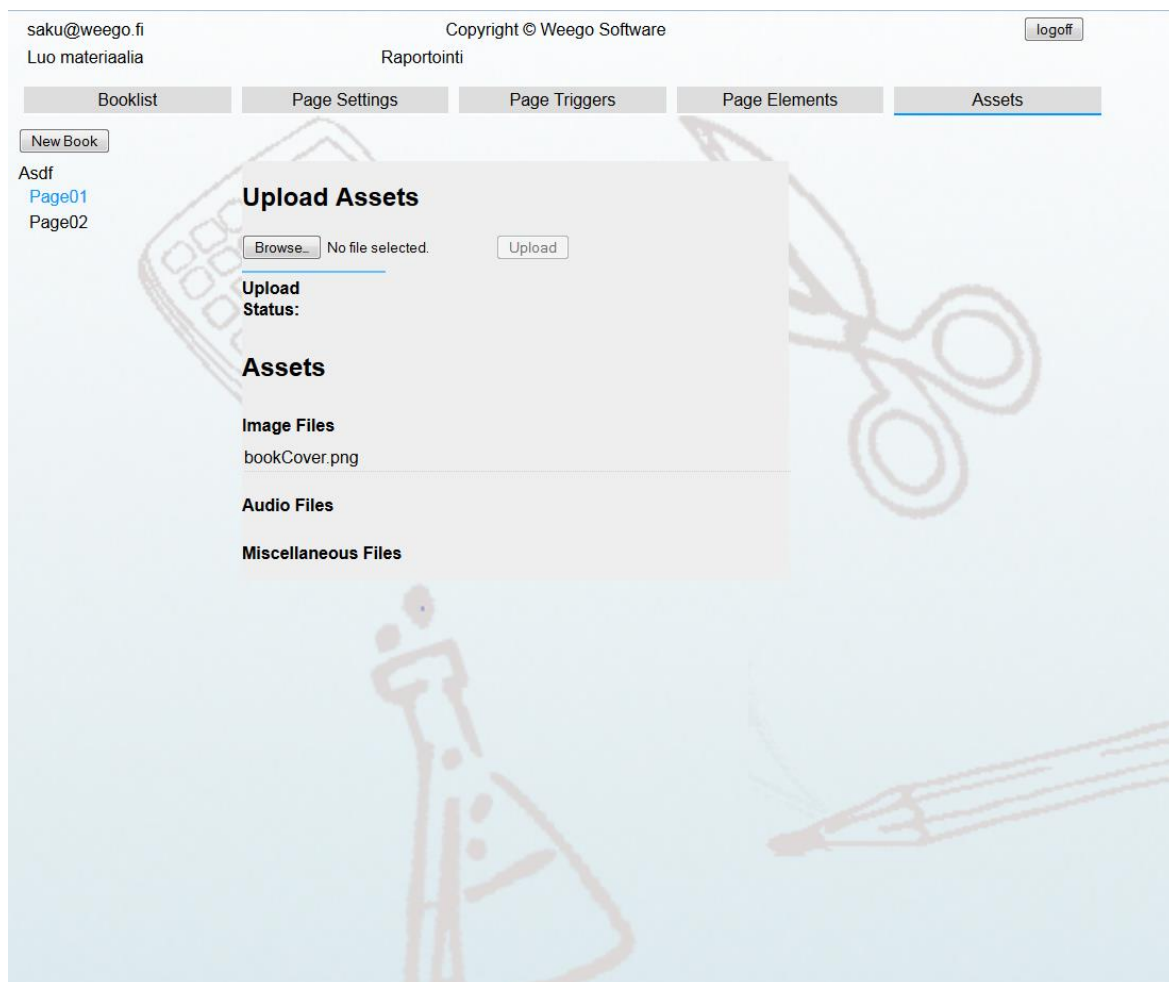 saku@weego.fi Copyright © Weego Software logoff
Luo materiaalia Raportointi
Booklist Page Settings Page Triggers Page Elements Assets
New Book
Asdf
Page01
Page02
Upload Assets
Browse... No file selected. Upload
Upload
Status:
Assets
Image Files
bookCover.png
Audio Files
Miscellaneous Files